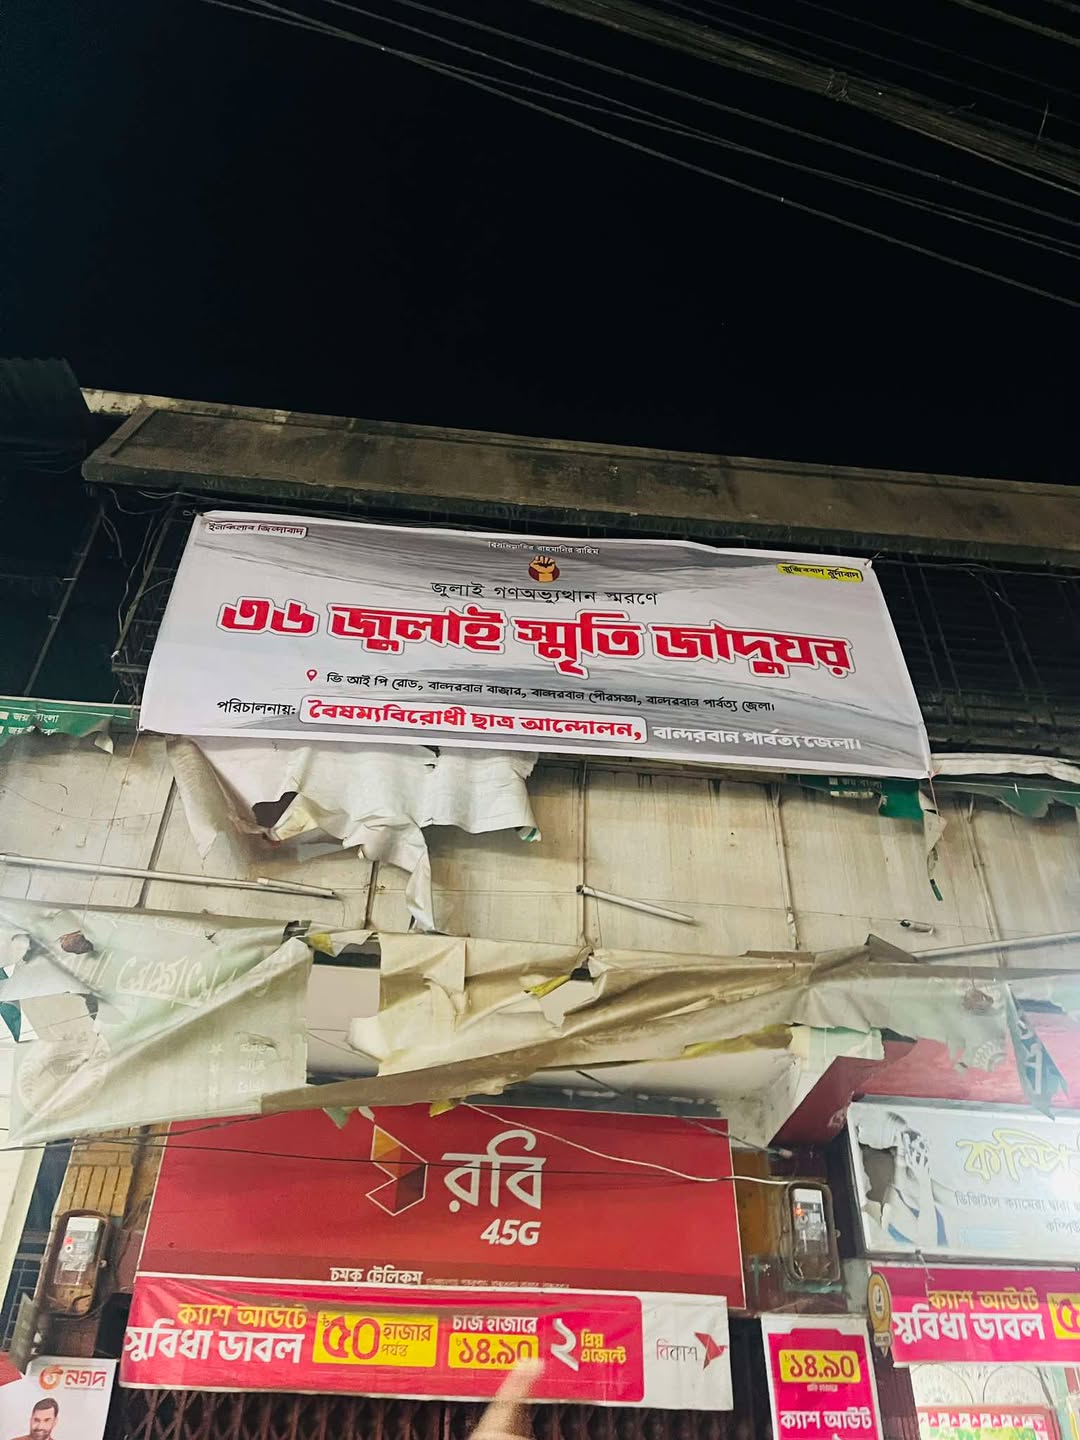 ইনকিলাব জিন্দাবাদ
বিসমিল্লাহির রাহমানির রাহিম
মুজিববাদ মুর্দাবাদ
জুলাই গণঅভ্যুত্থান স্মরণে
৩৬ জুলাই স্মৃতি জাদুঘর
ভি আই পি রোড, বান্দরবান বাজার, বান্দরবান পৌরসভা, বান্দরবান পার্বত্য জেলা।
পরিচালনায়: বৈষম্যবিরোধী ছাত্র আন্দোলন, বান্দরবান পার্বত্য জেলা।
জয় বাংলা
রবি
4.5G
চমক টেলিকম
ডিজিটাল ক্যামেরা দ্বারা
ক্যাশ আউটে
সুবিধা ডাবল
৳৫০ হাজার পর্যন্ত
চার্জ হাজারে
৳১৪.৯০
২ প্রিয় এজেন্টে
বিকাশ
৳১৪.৯০
ক্যাশ আউট
ক্যাশ আউটে
সুবিধা ডাবল
নগদ